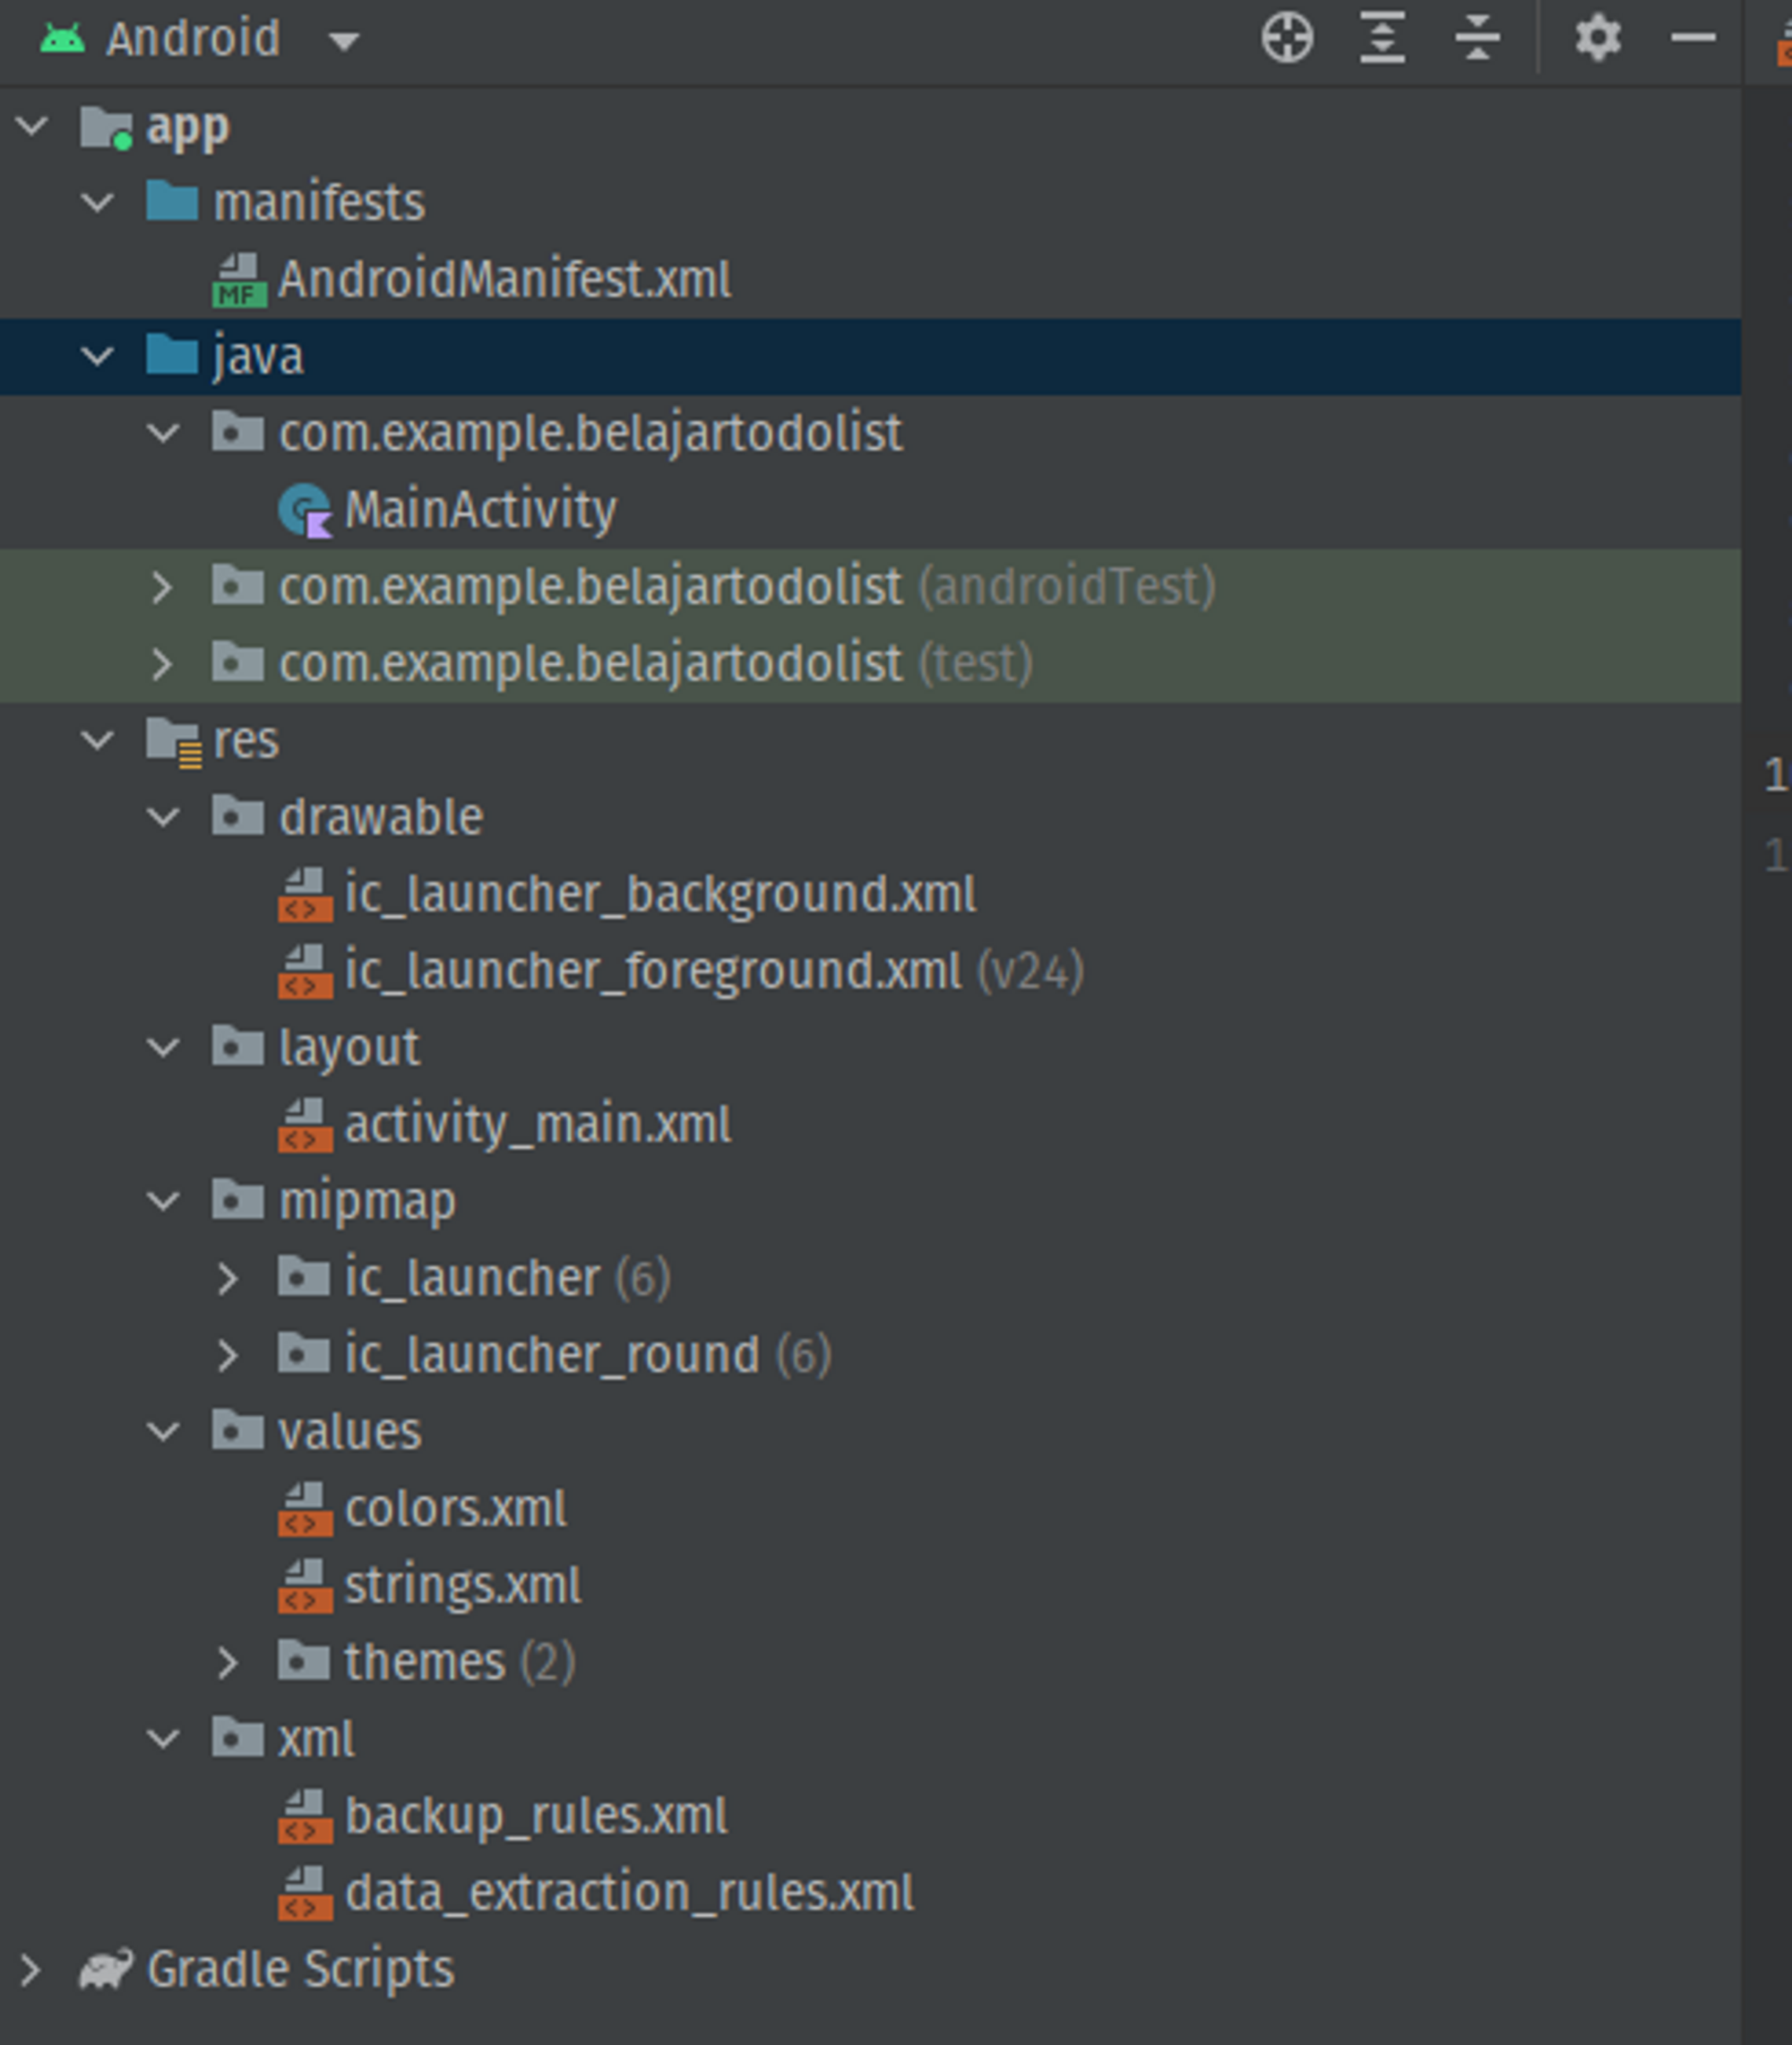 Android
app
manifests
MF AndroidManifest.xml
java
com.example.belajartodolist
MainActivity
com.example.belajartodolist (androidTest)
com.example.belajartodolist (test)
res
1
drawable
1
ic_launcher_background.xml
ic_launcher_foreground.xml (v24)
layout
activity_main.xml
mipmap
ic_launcher (6)
ic_launcher_round (6)
values
colors.xml
strings.xml
themes (2)
xml
backup_rules.xml
data_extraction_rules.xml
Gradle Scripts